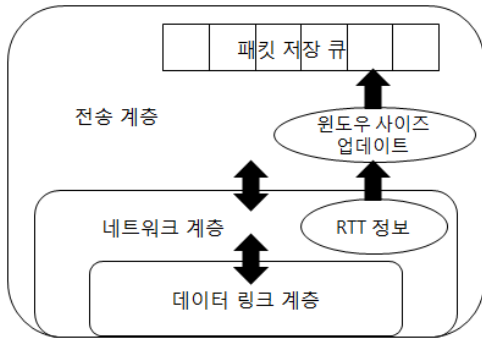 패킷 저장 큐
전송 계층
윈도우 사이즈
업데이트
네트워크 계층
RTT 정보
데이터 링크 계층